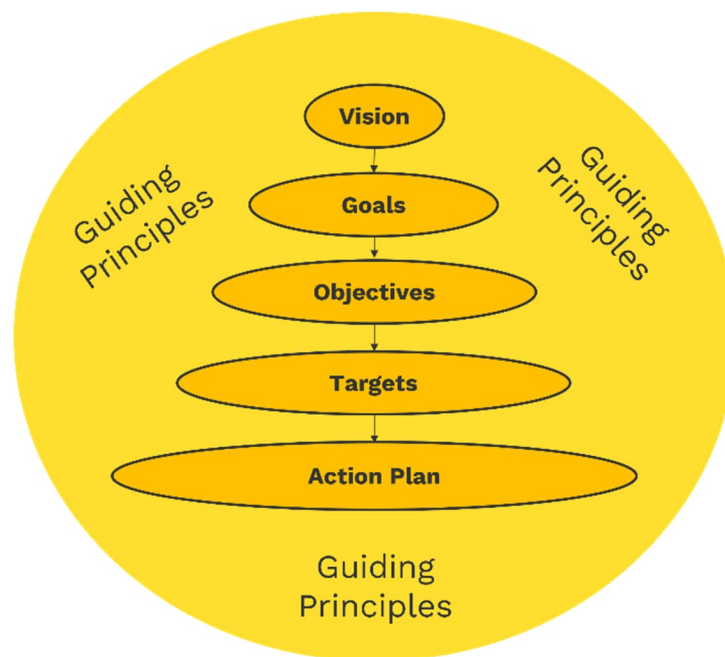 Vision
Guiding
Principles
Guiding
Principles
Goals
Objectives
Targets
Action Plan
Guiding
Principles